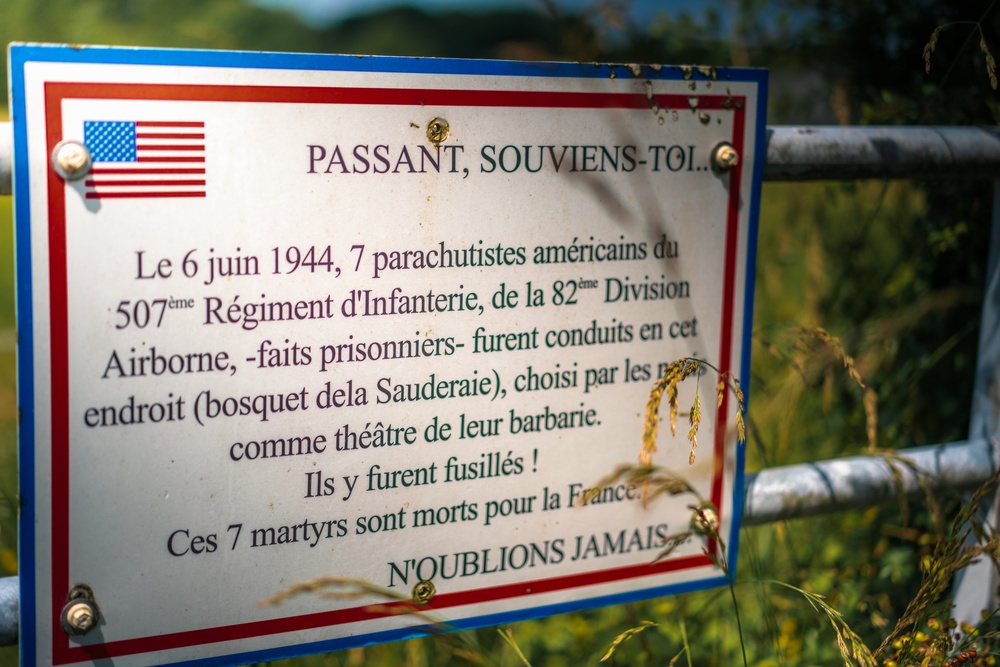 PASSANT, SOUVIENS-TOI..
Le 6 juin 1944, 7 parachutistes américains du
507ème Régiment d'Infanterie, de la 82ème Division
Airborne, -faits prisonniers- furent conduits en cet
endroit (bosquet dela Sauderaie), choisi par les
comme théâtre de leur barbarie.
Ils y furent fusillés !
Ces 7 martyrs sont morts pour la France.
N'OUBLIONS JAMAIS